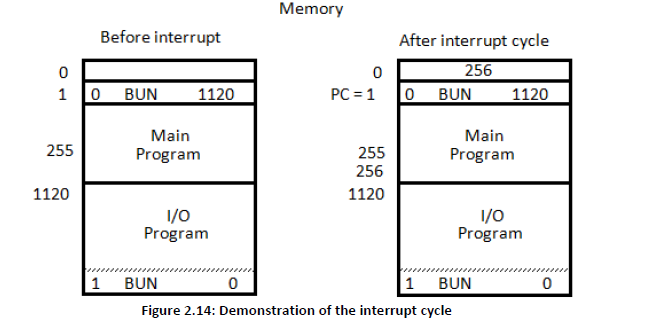 Memory
Before interrupt
0
1 0 BUN 1120
Main
Program
255
1120
I/O
Program
1 BUN 0
After interrupt cycle
0 256
PC = 1 0 BUN 1120
Main
Program
255
256
1120
I/O
Program
1 BUN 0
Figure 2.14: Demonstration of the interrupt cycle